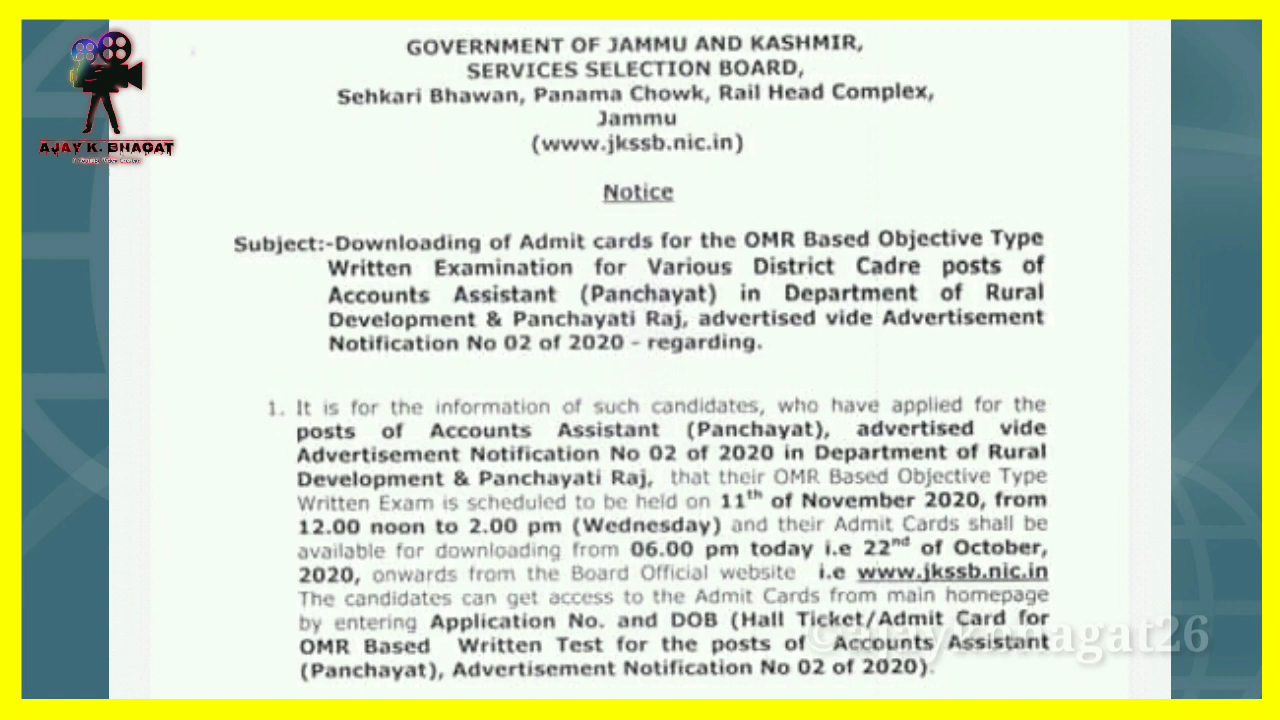 AJAY K. BHAGAT
GOVERNMENT OF JAMMU AND KASHMIR,
SERVICES SELECTION BOARD,
Sehkari Bhawan, Panama Chowk, Rail Head Complex,
Jammu
(www.jkssb.nic.in)
Notice
Subject:-Downloading of Admit cards for the OMR Based Objective Type
Written Examination for Various District Cadre posts of
Accounts Assistant (Panchayat) in Department of Rural
Development & Panchayati Raj, advertised vide Advertisement
Notification No 02 of 2020 - regarding.
1. It is for the information of such candidates, who have applied for the
posts of Accounts Assistant (Panchayat), advertised vide
Advertisement Notification No 02 of 2020 in Department of Rural
Development & Panchayati Raj, that their OMR Based Objective Type
Written Exam is scheduled to be held on 11th of November 2020, from
12.00 noon to 2.00 pm (Wednesday) and their Admit Cards shall be
available for downloading from 06.00 pm today i.e 22nd of October,
2020, onwards from the Board Official website i.e www.jkssb.nic.in
The candidates can get access to the Admit Cards from main homepage
by entering Application No. and DOB (Hall Ticket/Admit Card for
OMR Based Written Test for the posts of Accounts Assistant
(Panchayat), Advertisement Notification No 02 of 2020).
©ajaykbhagat26